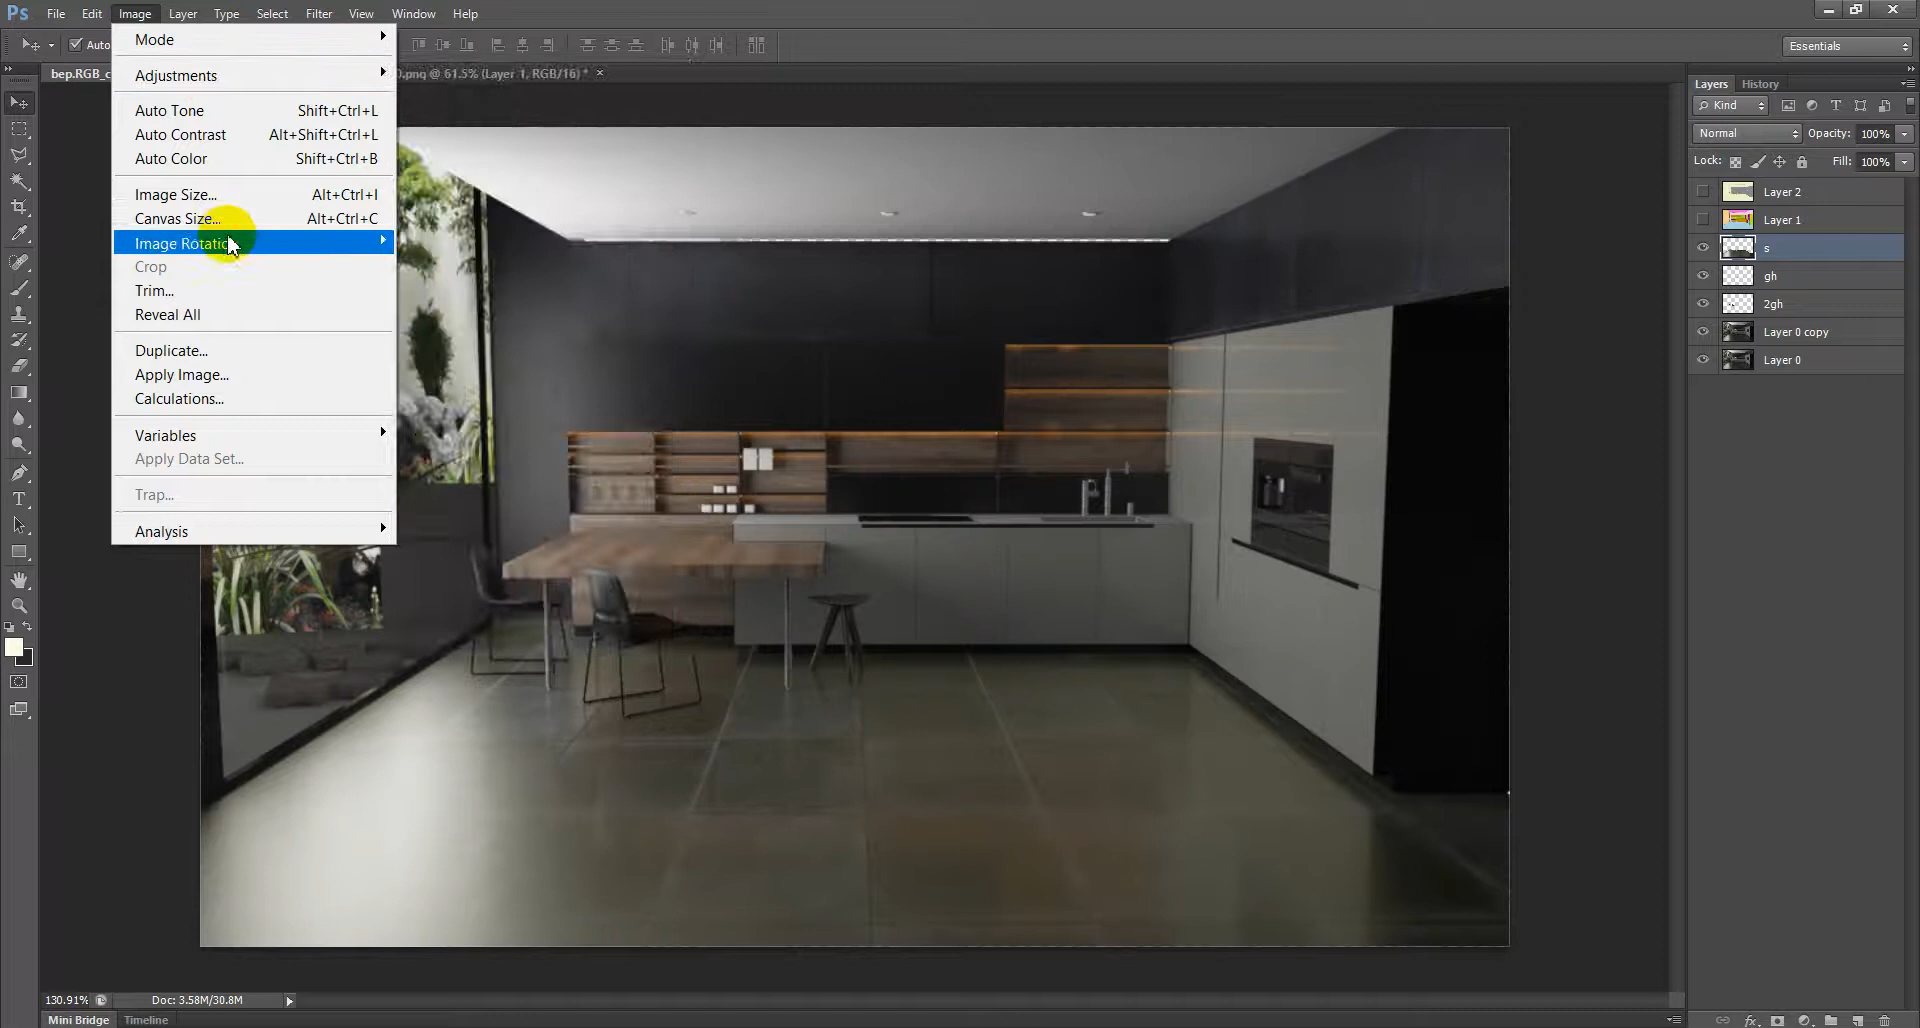 Ps File Edit Image Layer Type Select Filter View Window Help
Auto
Essentials
bep.RGB_c
.png @ 61.5% (Layer 1, RGB/16) * ×
Mode
Adjustments
Auto Tone Shift+Ctrl+L
Auto Contrast Alt+Shift+Ctrl+L
Auto Color Shift+Ctrl+B
Image Size... Alt+Ctrl+I
Canvas Size... Alt+Ctrl+C
Image Rotatio
Crop
Trim...
Reveal All
Duplicate...
Apply Image...
Calculations...
Variables
Apply Data Set...
Trap...
Analysis
Layers History
Kind
Normal Opacity: 100%
Lock: Fill: 100%
Layer 2
Layer 1
s
gh
2gh
Layer 0 copy
Layer 0
130.91% Doc: 3.58M/30.8M
Mini Bridge Timeline